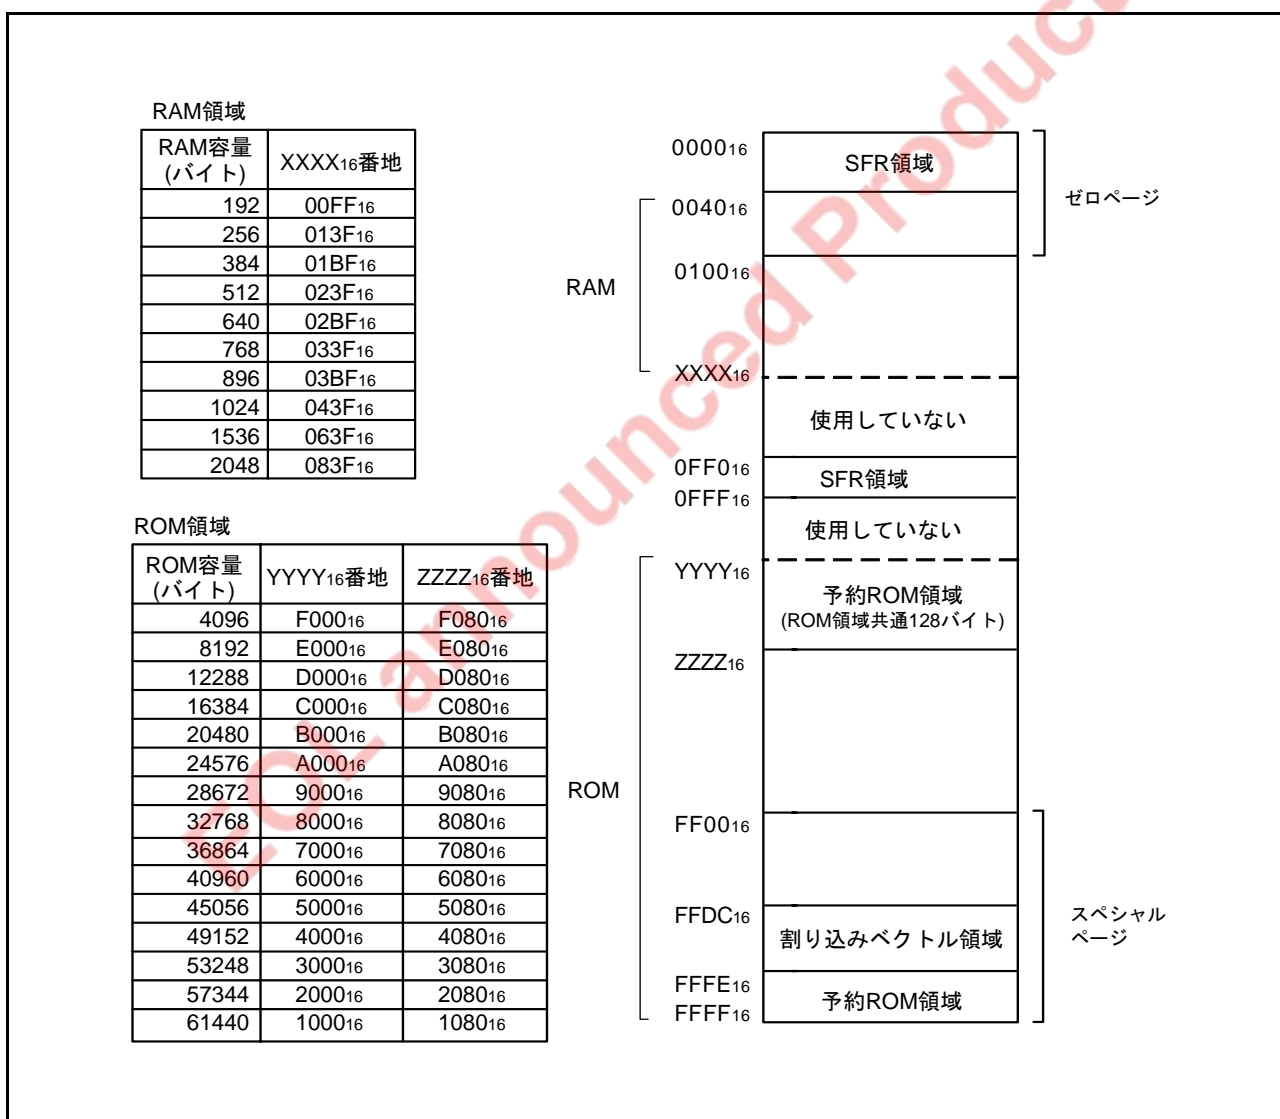 RAM領域
RAM容量
(バイト)
XXXX16番地
192 00FF16
256 013F16
384 01BF16
512 023F16
640 02BF16
768 033F16
896 03BF16
1024 043F16
1536 063F16
2048 083F16
ROM領域
ROM容量
(バイト)
YYYY16番地
ZZZZ16番地
4096 F00016 F08016
8192 E00016 E08016
12288 D00016 D08016
16384 C00016 C08016
20480 B00016 B08016
24576 A00016 A08016
28672 900016 908016
32768 800016 808016
36864 700016 708016
40960 600016 608016
45056 500016 508016
49152 400016 408016
53248 300016 308016
57344 200016 208016
61440 100016 108016
000016
SFR領域
ゼロページ
004016
RAM
010016
XXXX16
使用していない
0FF016
SFR領域
0FFF16
使用していない
YYYY16
予約ROM領域
(ROM領域共通128バイト)
ZZZZ16
ROM
FF0016
FFDC16
割り込みベクトル領域
スペシャル
ページ
FFFE16
予約ROM領域
FFFF16
EOL announced Produc